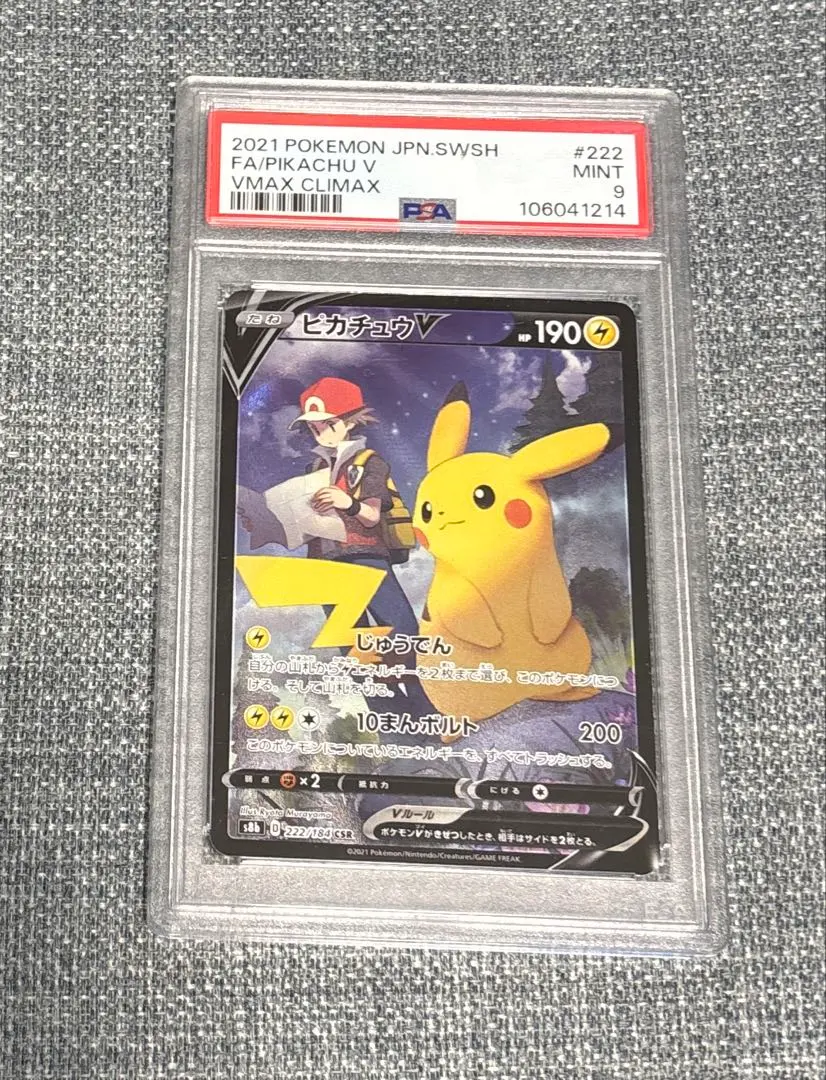 2021 POKEMON JPN.SWSH #222
FA/PIKACHU V MINT
VMAX CLIMAX 9
PSA 106041214
たね ピカチュウV HP 190
じゅうでん
自分の山札からエネルギーを2枚まで選び、このポケモンにつ
ける。そして山札を切る。
10まんボルト 200
このポケモンについているエネルギーを、すべてトラッシュする。
弱点 ×2 抵抗力 にげる
Illus. Ryota Murayama
Vルール
s8b D 222/184 CSR
ポケモンVがきぜつしたとき、相手はサイドを2枚とる。
©2021 Pokémon/Nintendo/Creatures/GAME FREAK.